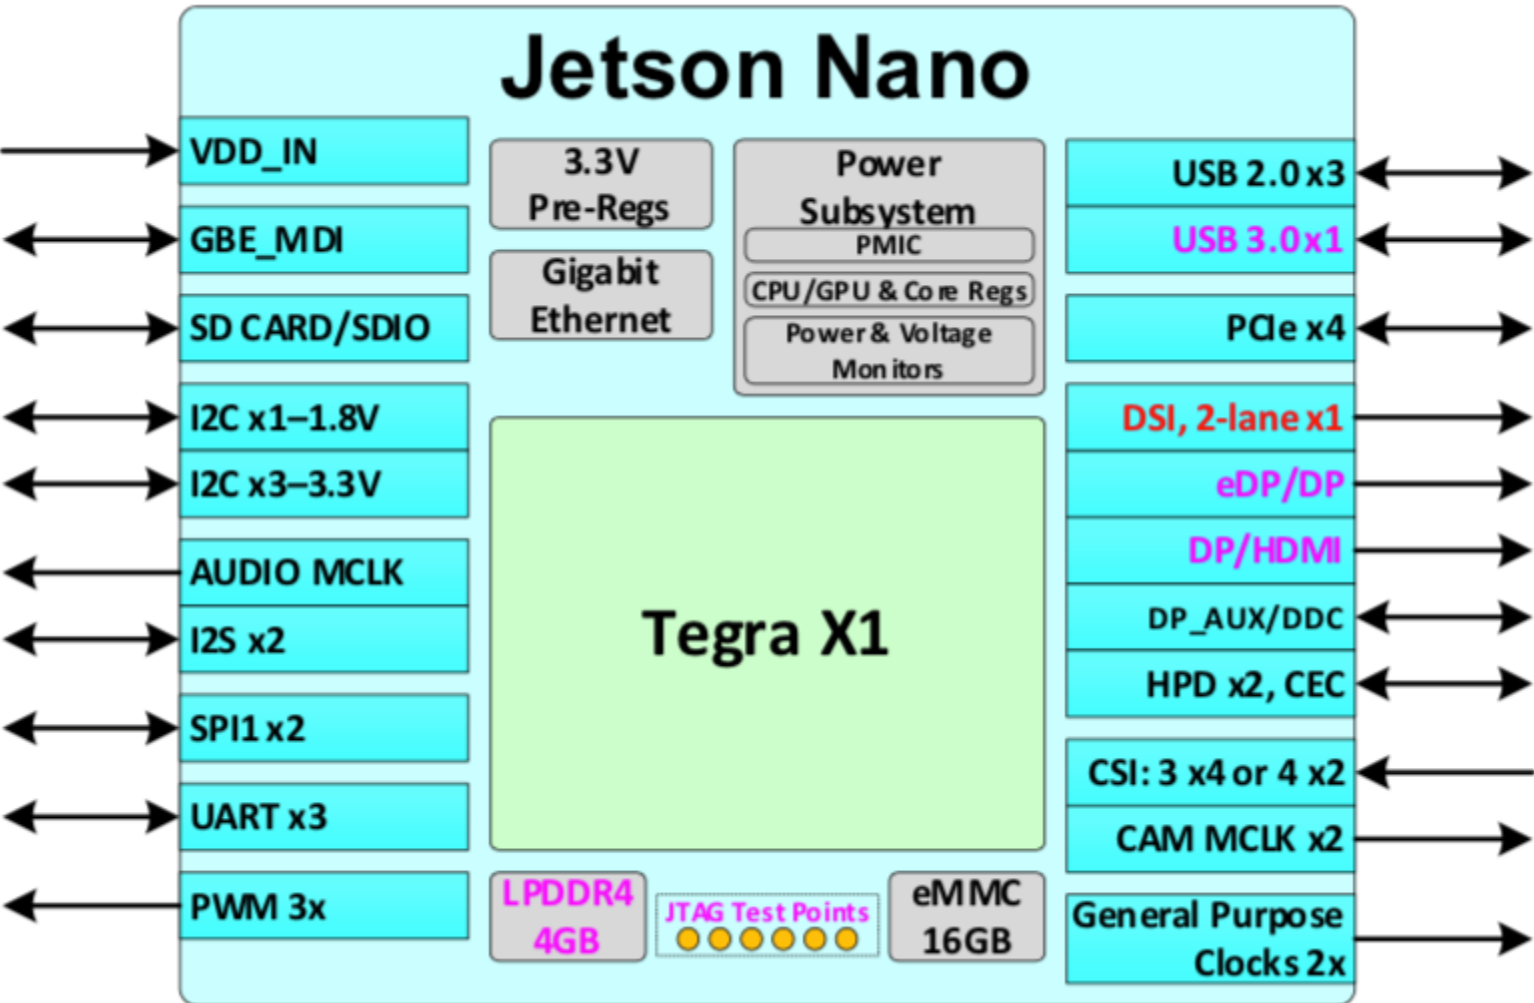 Jetson Nano
VDD_IN
GBE_MDI
SD CARD/SDIO
I2C x1–1.8V
I2C x3–3.3V
AUDIO MCLK
I2S x2
SPI1 x2
UART x3
PWM 3x
3.3V
Pre-Regs
Gigabit
Ethernet
Power
Subsystem
PMIC
CPU/GPU & Core Regs
Power & Voltage
Monitors
Tegra X1
LPDDR4
4GB
JTAG Test Points
eMMC
16GB
USB 2.0 x3
USB 3.0 x1
PCIe x4
DSI, 2-lane x1
eDP/DP
DP/HDMI
DP_AUX/DDC
HPD x2, CEC
CSI: 3 x4 or 4 x2
CAM MCLK x2
General Purpose
Clocks 2x